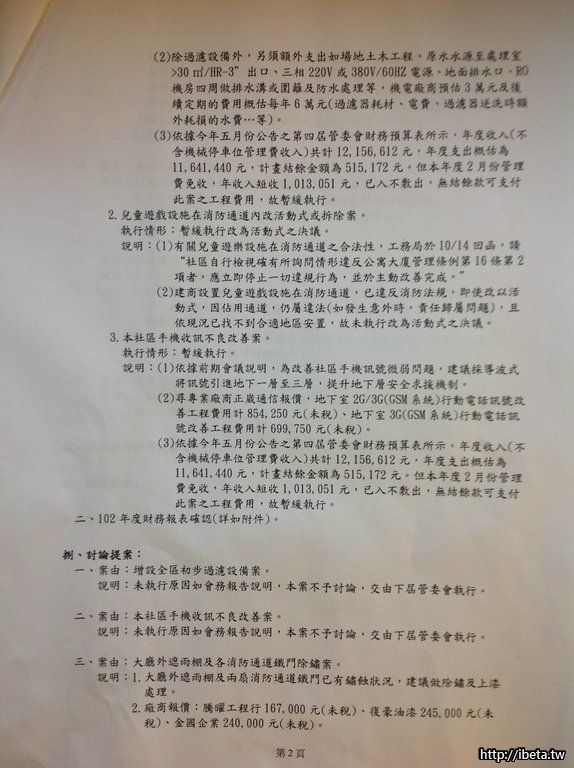 (2)除過濾設備外，另須額外支出如場地土木工程、原水水源至處理室
>30 ㎡/HR-3” 出口、三相 220V 或 380V/60HZ 電源、地面排水口、RO
機房四周做排水溝或圍籬及防水處理等，機電廠商預估 3 萬元及後
續定期的費用概估每年 6 萬元(過濾器耗材、電費、過濾器逆洗時額
外耗損的水費…等)。
(3)依據今年五月份公告之第四屆管委會財務預算表所示，年度收入(不
含機械停車位管理費收入)共計 12,156,612 元，年度支出概估為
11,641,440 元，計畫結餘金額為 515,172 元。但本年度 2 月份管理
費免收，年收入短收 1,013,051 元，已入不敷出，無結餘款可支付
此案之工程費用，故暫緩執行。
2.兒童遊戲設施在消防通道內改活動式或拆除案。
執行情形：暫緩執行改為活動式之決議。
說明：(1)有關兒童遊樂設施在消防通道之合法性，工務局於 10/14 回函，請
“社區自行檢視確有所詢問情形違反公寓大廈管理條例第 16 條第 2
項者，應立即停止一切違規行為，並於主動改善完成。”
(2)建商設置兒童遊戲設施在消防通道，已違反消防法規，即使改以活
動式，因佔用通道，仍屬違法(如發生意外時，責任歸屬問題)，且
依現況已找不到合適地區安置，故未執行改為活動式之決議。
3.本社區手機收訊不良改善案。
執行情形：暫緩執行。
說明：(1)依據前期會議說明，為改善社區手機訊號微弱問題，建議採導波式
將訊號引進地下一層至三層，提升地下層安全求援機制。
(2)尋專業廠商正崴通信報價，地下室 2G/3G(GSM 系統)行動電話訊號改
善工程費用計 854,250 元(未稅)、地下室 3G(GSM 系統)行動電話訊
號改善工程費用計 699,750 元(未稅)。
(3)依據今年五月份公告之第四屆管委會財務預算表所示，年度收入(不
含機械停車位管理費收入)共計 12,156,612 元，年度支出概估為
11,641,440 元，計畫結餘金額為 515,172 元。但本年度 2 月份管理
費免收，年收入短收 1,013,051 元，已入不敷出，無結餘款可支付
此案之工程費用，故暫緩執行。
二、102 年度財務報表確認(詳如附件)。
捌、討論提案：
一、案由：增設全區初步過濾設備案。
說明：未執行原因如會務報告說明，本案不予討論，交由下屆管委會執行。
二、案由：本社區手機收訊不良改善案。
說明：未執行原因如會務報告說明，本案不予討論，交由下屆管委會執行。
三、案由：大廳外遮雨棚及各消防通道鐵門除鏽案。
說明：1.大廳外遮雨棚及兩扇消防通道鐵門已有鏽蝕狀況，建議做除鏽及上漆
處理。
2.廠商報價：騰曜工程行 167,000 元(未稅)、復豪油漆 245,000 元(未
稅)、金國企業 240,000 元(未稅)。
第 2 頁
http://ibeta.tw